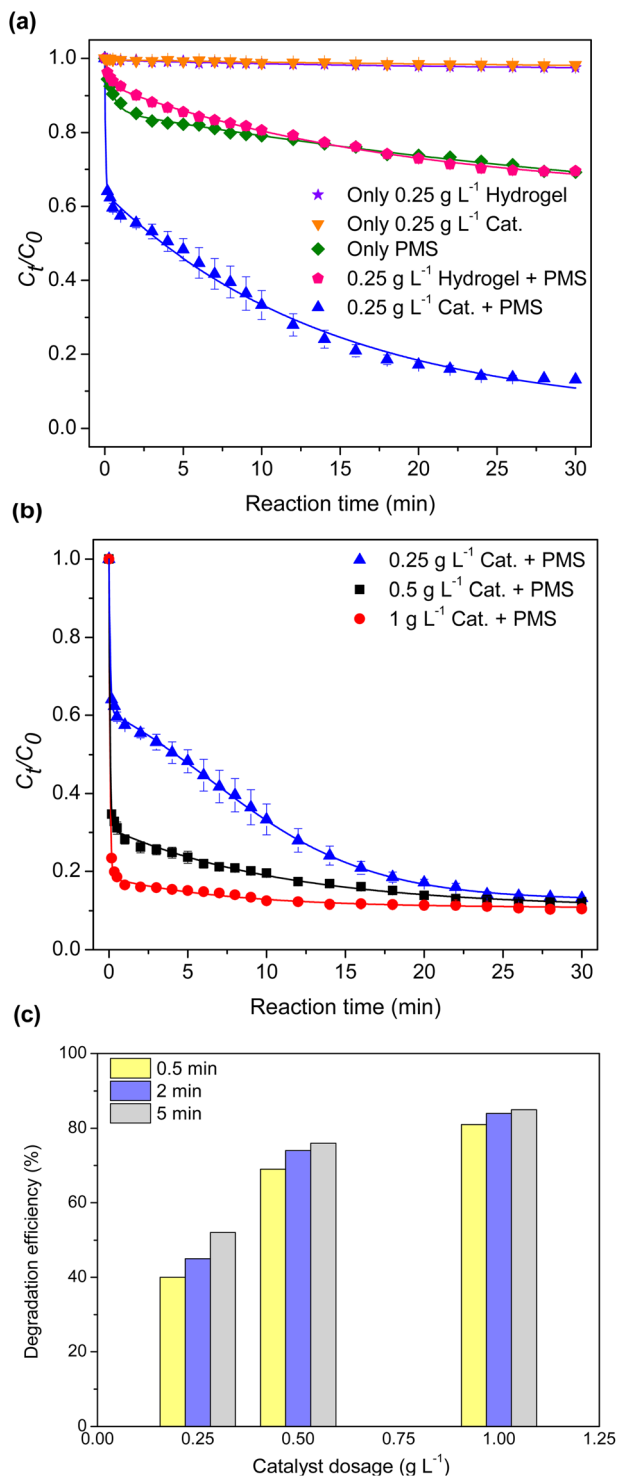 (a)
1.0
0.8
0.6
0.4
0.2
0.0
Cₜ/C₀
Only 0.25 g L⁻¹ Hydrogel
Only 0.25 g L⁻¹ Cat.
Only PMS
0.25 g L⁻¹ Hydrogel + PMS
0.25 g L⁻¹ Cat. + PMS
0 5 10 15 20 25 30
Reaction time (min)
(b)
1.0
0.8
0.6
0.4
0.2
0.0
Cₜ/C₀
0.25 g L⁻¹ Cat. + PMS
0.5 g L⁻¹ Cat. + PMS
1 g L⁻¹ Cat. + PMS
0 5 10 15 20 25 30
Reaction time (min)
(c)
100
80
60
40
20
0
Degradation efficiency (%)
0.5 min
2 min
5 min
0.00 0.25 0.50 0.75 1.00 1.25
Catalyst dosage (g L⁻¹)